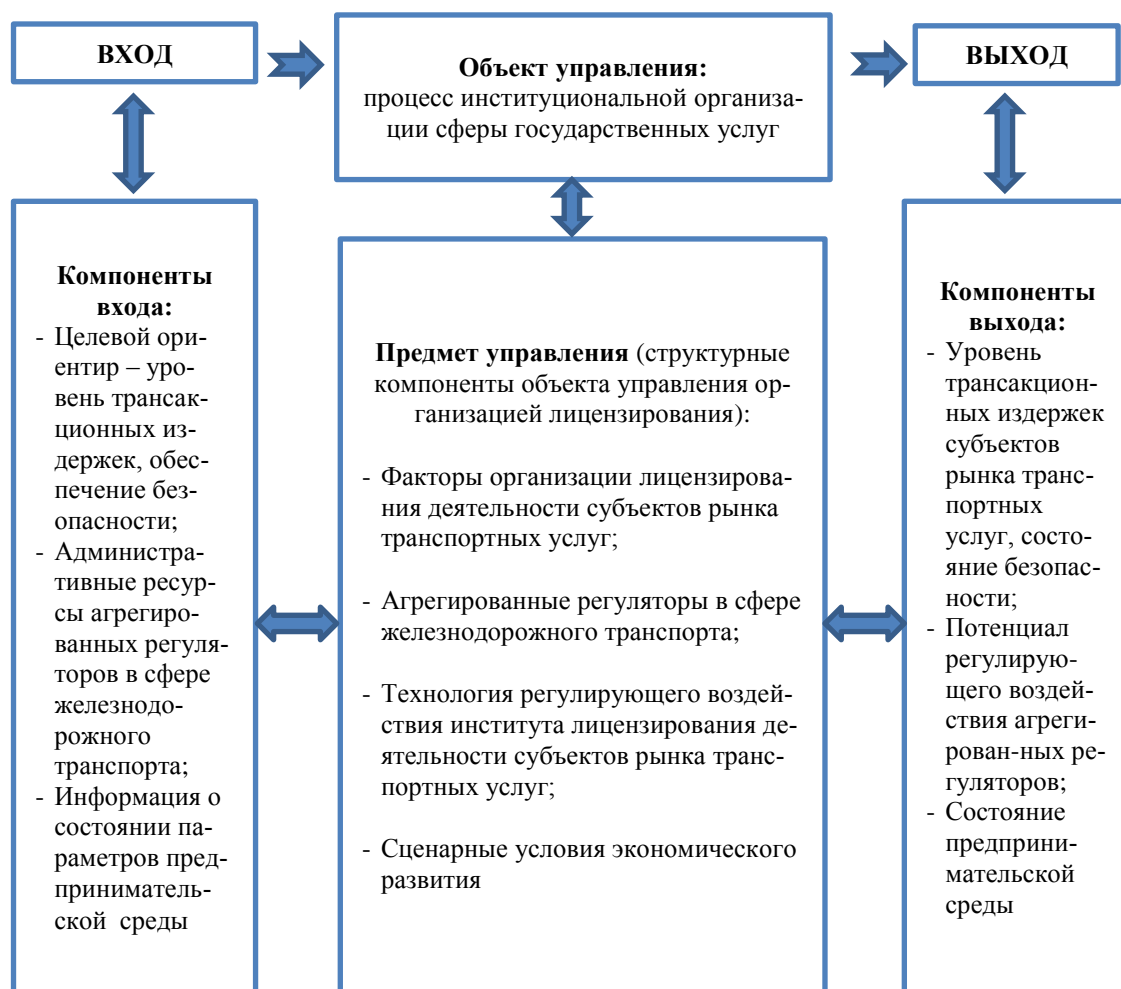 ВХОД
Объект управления:
процесс институциональной организа-
ции сферы государственных услуг
ВЫХОД
Компоненты
входа:
- Целевой ори-
ентир – уро-
вень трансак-
ционных из-
держек, обес-
печение без-
опасности;
- Администра-
тивные ресур-
сы агрегиро-
ванных регуля-
торов в сфере
железнодо-
рожного
транспорта;
- Информация о
состоянии па-
раметров пред-
приниматель-
ской среды
Предмет управления (структурные
компоненты объекта управления ор-
ганизацией лицензирования):
- Факторы организации лицензирова-
ния деятельности субъектов рынка
транспортных услуг;
- Агрегированные регуляторы в сфере
железнодорожного транспорта;
- Технология регулирующего воздей-
ствия института лицензирования де-
ятельности субъектов рынка транс-
портных услуг;
- Сценарные условия экономического
развития
Компоненты
выхода:
- Уровень
трансакцион-
ных издержек
субъектов
рынка транс-
портных
услуг, состо-
яние безопас-
ности;
- Потенциал
регулирую-
щего воздей-
ствия агреги-
рован-ных ре-
гуляторов;
- Состояние
предприни-
мательской
среды